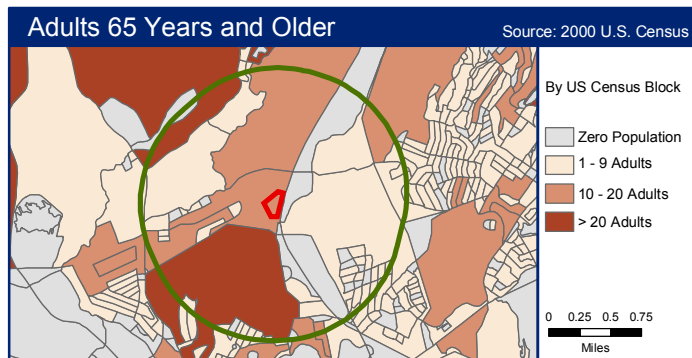 Adults 65 Years and Older
Source: 2000 U.S. Census
By US Census Block
Zero Population
1 - 9 Adults
10 - 20 Adults
> 20 Adults
0 0.25 0.5 0.75
Miles